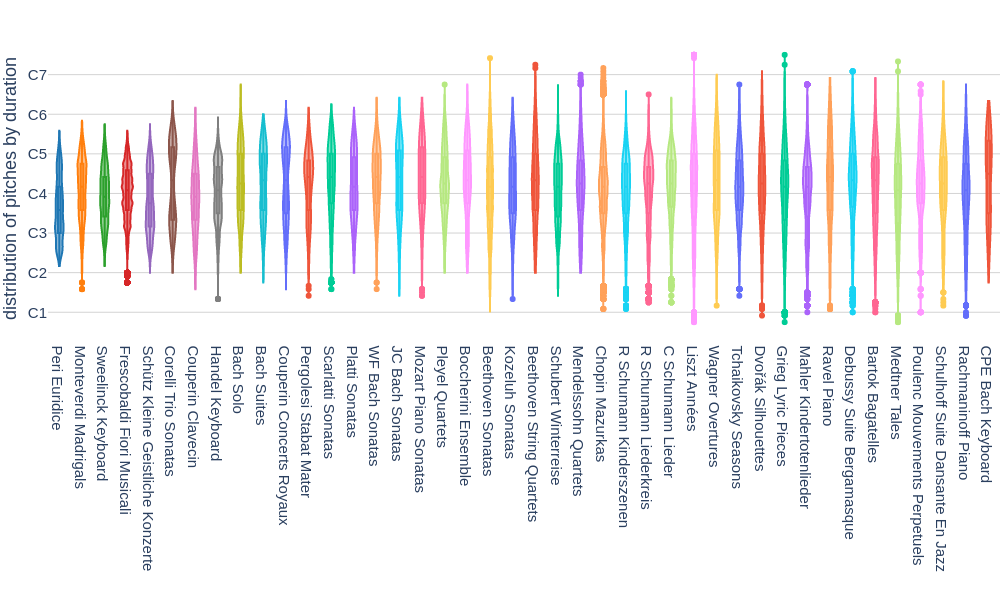 distribution of pitches by duration
C7
C6
C5
C4
C3
C2
C1
Peri Euridice
Monteverdi Madrigals
Sweelinck Keyboard
Frescobaldi Fiori Musicali
Schütz Kleine Geistliche Konzerte
Corelli Trio Sonatas
Couperin Clavecin
Handel Keyboard
Bach Solo
Bach Suites
Couperin Concerts Royaux
Pergolesi Stabat Mater
Scarlatti Sonatas
Platti Sonatas
WF Bach Sonatas
JC Bach Sonatas
Mozart Piano Sonatas
Pleyel Quartets
Boccherini Ensemble
Beethoven Sonatas
Kozeluh Sonatas
Beethoven String Quartets
Schubert Winterreise
Mendelssohn Quartets
Chopin Mazurkas
R Schumann Kinderszenen
R Schumann Liederkreis
C Schumann Lieder
Liszt Années
Wagner Overtures
Tchaikovsky Seasons
Dvořák Silhouettes
Grieg Lyric Pieces
Mahler Kindertotenlieder
Ravel Piano
Debussy Suite Bergamasque
Bartok Bagatelles
Medtner Tales
Poulenc Mouvements Perpetuels
Schulhoff Suite Dansante En Jazz
Rachmaninoff Piano
CPE Bach Keyboard